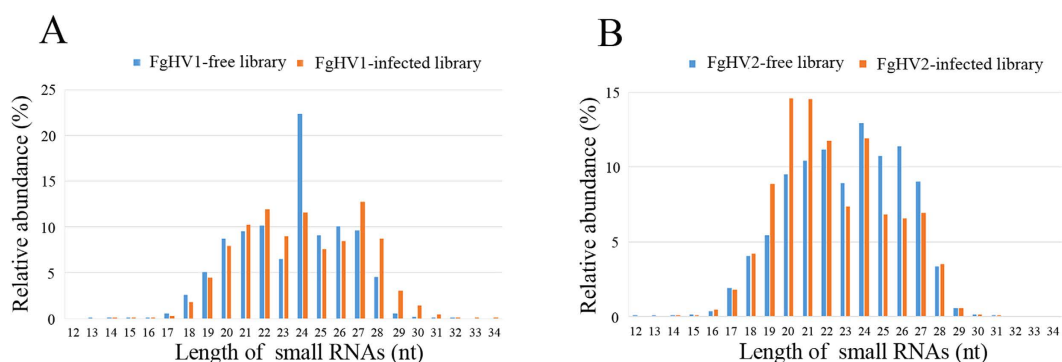 A
FgHV1-free library FgHV1-infected library
Relative abundance (%)
25
20
15
10
5
0
12 13 14 15 16 17 18 19 20 21 22 23 24 25 26 27 28 29 30 31 32 33 34
Length of small RNAs (nt)
B
FgHV2-free library FgHV2-infected library
Relative abundance (%)
15
10
5
0
12 13 14 15 16 17 18 19 20 21 22 23 24 25 26 27 28 29 30 31 32 33 34
Length of small RNAs (nt)